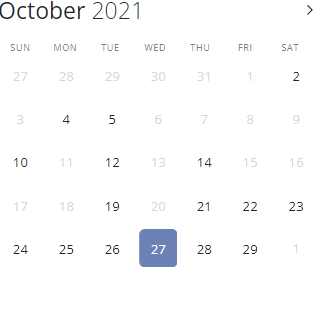 October 2021
SUN MON TUE WED THU FRI SAT
27 28 29 30 31 1 2
3 4 5 6 7 8 9
10 11 12 13 14 15 16
17 18 19 20 21 22 23
24 25 26 27 28 29 1